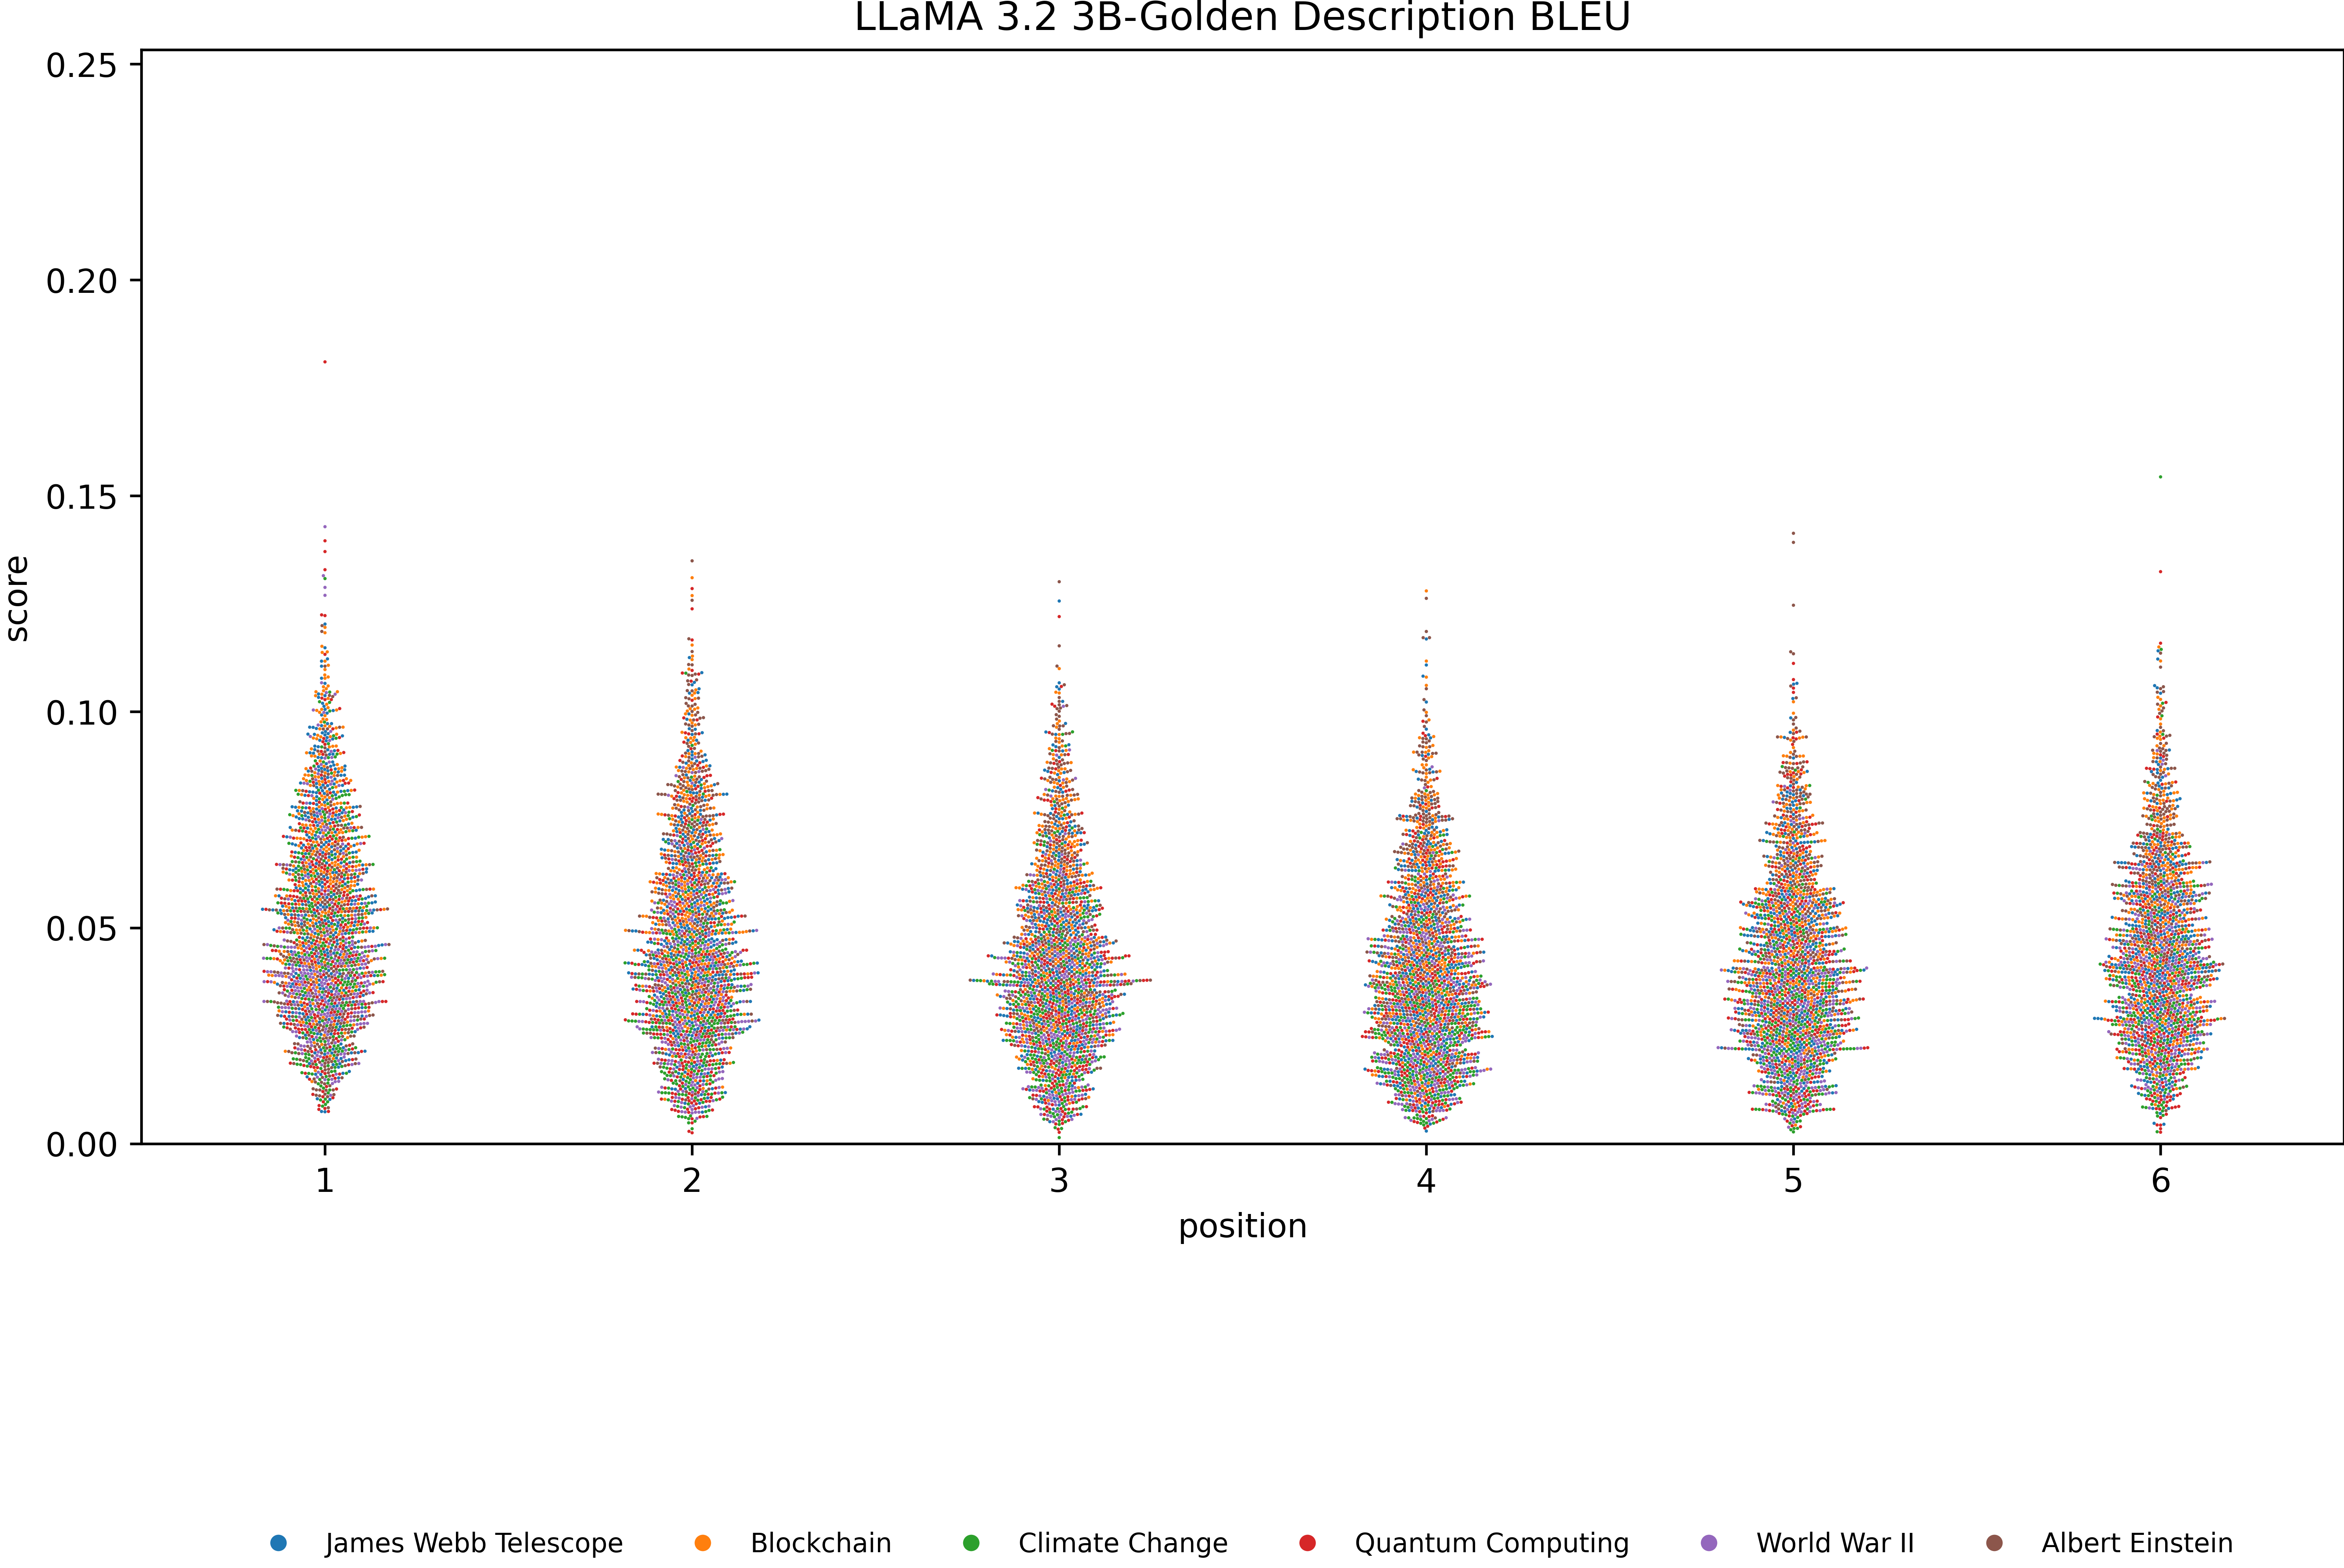 LLaMA 3.2 3B-Golden Description BLEU
0.25
0.20
0.15
0.10
0.05
0.00
score
1 2 3 4 5 6
position
James Webb Telescope Blockchain Climate Change Quantum Computing World War II Albert Einstein